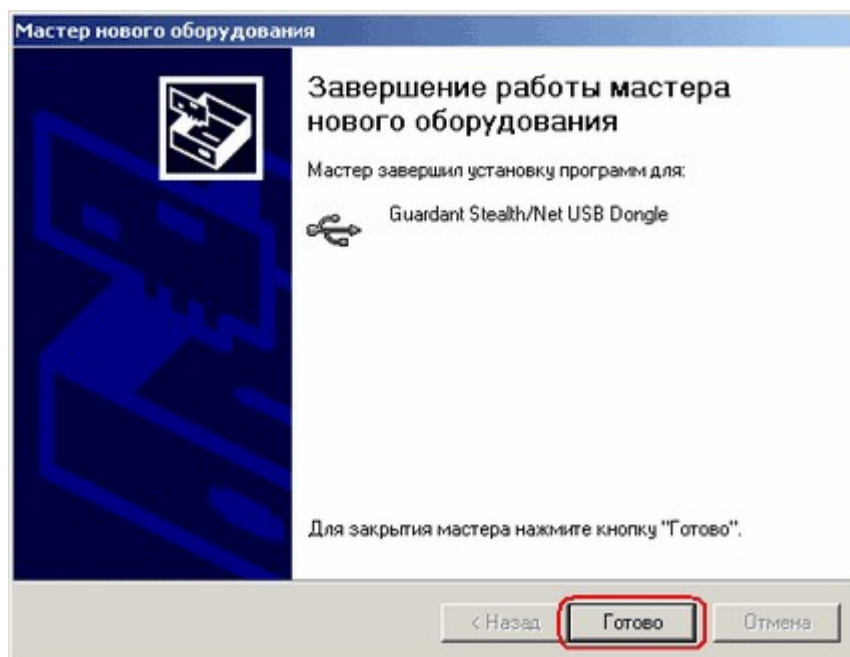 Мастер нового оборудования
Завершение работы мастера
нового оборудования
Мастер завершил установку программ для:
Guardant Stealth/Net USB Dongle
Для закрытия мастера нажмите кнопку "Готово".
< Назад
Готово
Отмена